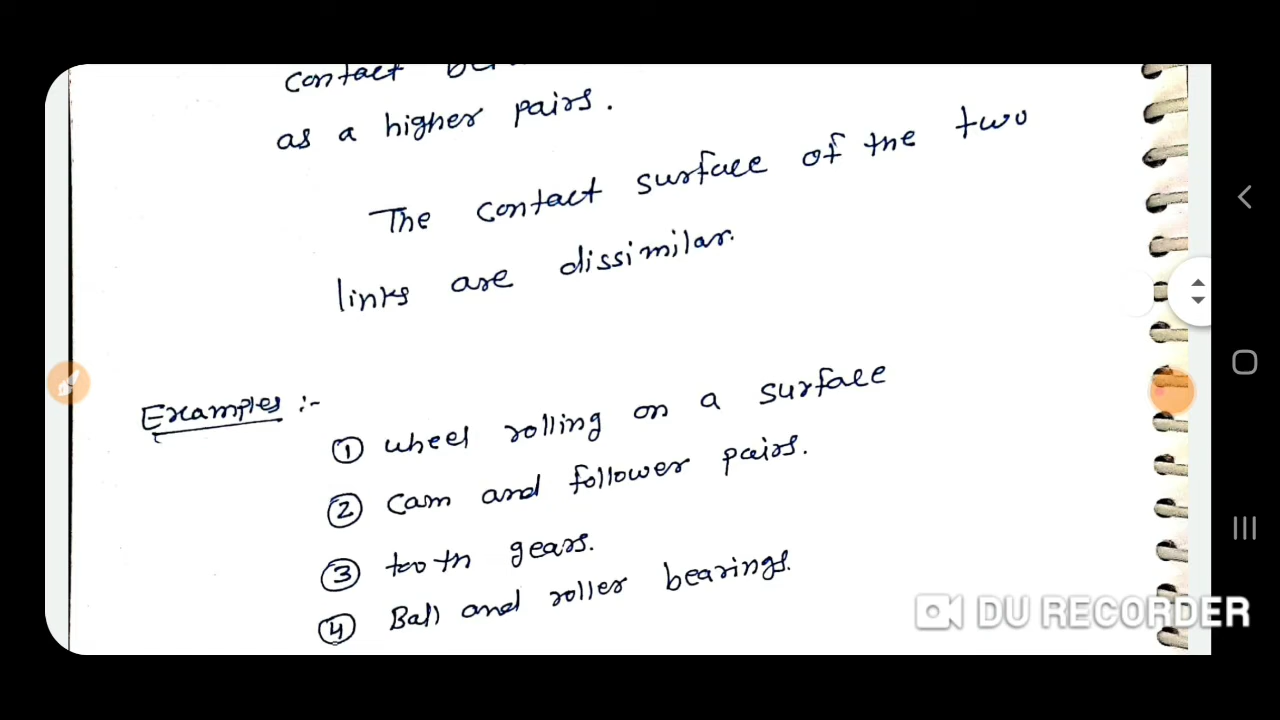 contact
as a higher pairs.
The contact surface of the two
links are dissimilar.
Examples :-
① wheel rolling on a surface
② Cam and follower pairs.
③ tooth gears.
④ Ball and roller bearings.
DU RECORDER